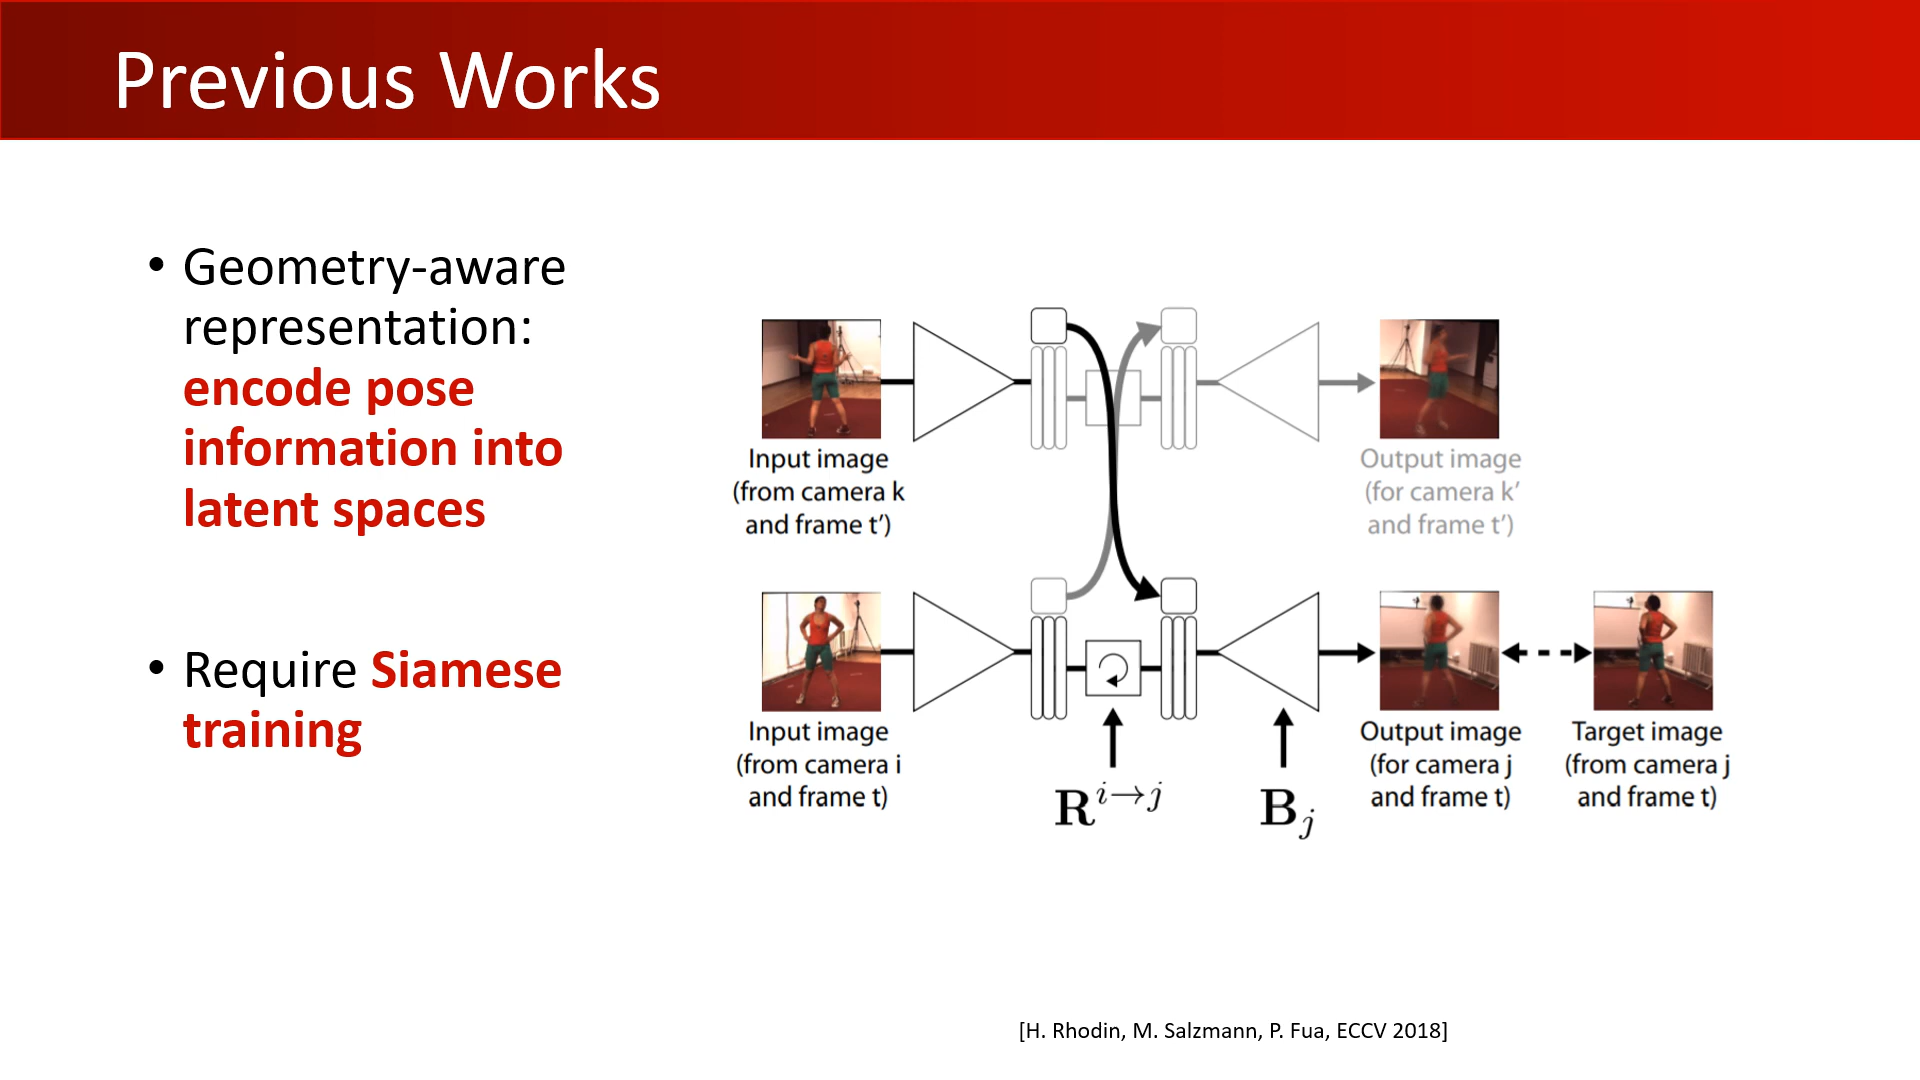 Previous Works
• Geometry-aware
representation:
encode pose
information into
latent spaces
• Require Siamese
training
Input image
(from camera k
and frame t’)
Output image
(for camera k’
and frame t’)
Input image
(from camera i
and frame t)
R^{i→j}
B_j
Output image
(for camera j
and frame t)
Target image
(from camera j
and frame t)
[H. Rhodin, M. Salzmann, P. Fua, ECCV 2018]